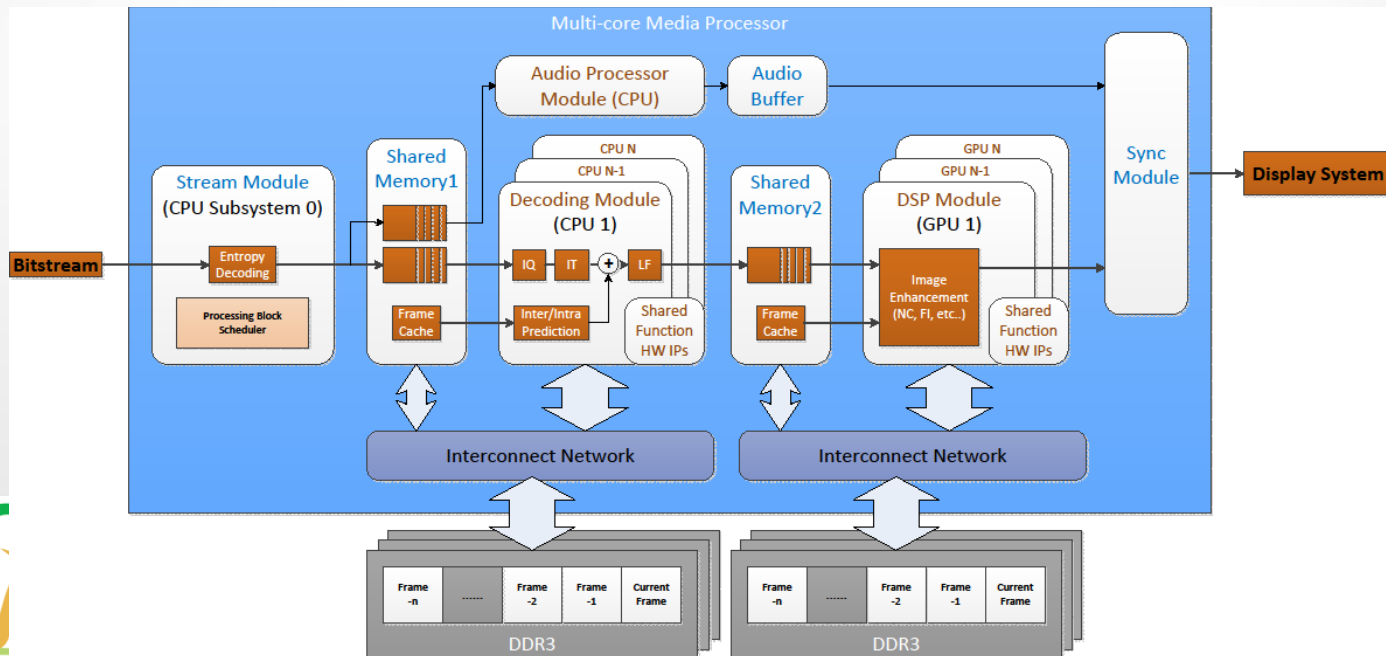 Multi-core Media Processor
Audio Processor
Module (CPU)
Audio
Buffer
Sync
Module
Display System
Bitstream
Stream Module
(CPU Subsystem 0)
Entropy
Decoding
Processing Block
Scheduler
Shared
Memory1
Frame
Cache
CPU N
CPU N-1
Decoding Module
(CPU 1)
IQ
IT
+
LF
Inter/Intra
Prediction
Shared
Function
HW IPs
Shared
Memory2
Frame
Cache
GPU N
GPU N-1
DSP Module
(GPU 1)
Image
Enhancement
(NC, FI, etc..)
Shared
Function
HW IPs
Interconnect Network
Interconnect Network
Frame
-n
......
Frame
-2
Frame
-1
Current
Frame
DDR3
Frame
-n
......
Frame
-2
Frame
-1
Current
Frame
DDR3